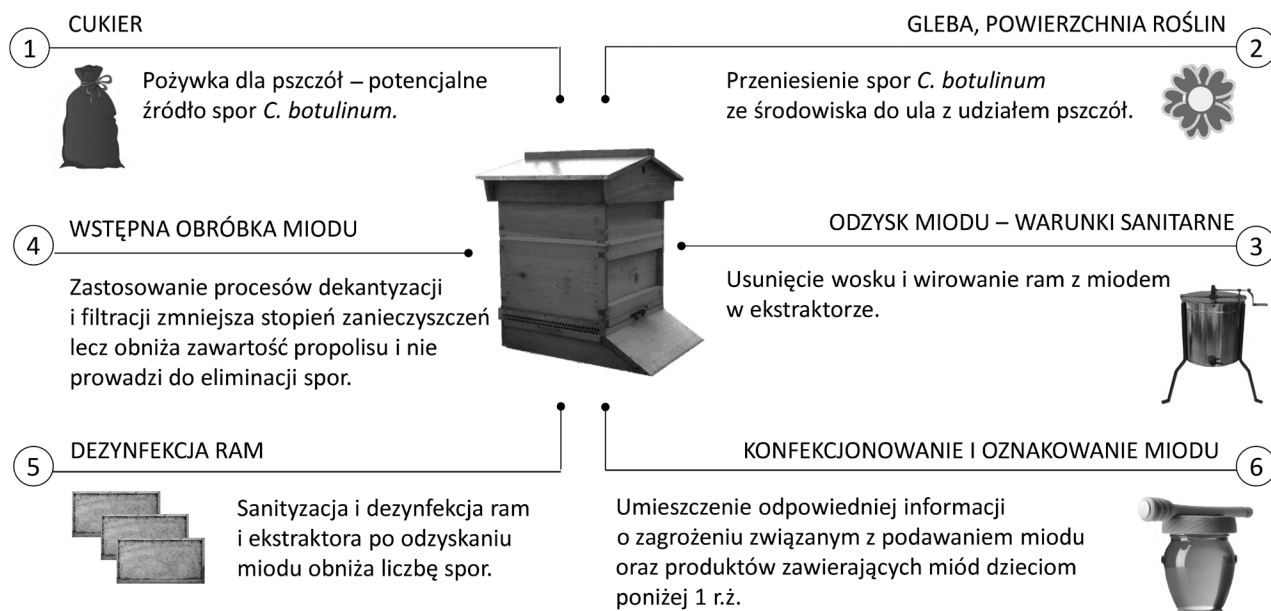 CUKIER
1
Pożywka dla pszczół – potencjalne
źródło spor C. botulinum.
GLEBA, POWIERZCHNIA ROŚLIN
2
Przeniesienie spor C. botulinum
ze środowiska do ula z udziałem pszczół.
ODZYSK MIODU – WARUNKI SANITARNE
3
Usunięcie wosku i wirowanie ram z miodem
w ekstraktorze.
WSTĘPNA OBRÓBKA MIODU
4
Zastosowanie procesów dekantyzacji
i filtracji zmniejsza stopień zanieczyszczeń
lecz obniża zawartość propolisu i nie
prowadzi do eliminacji spor.
DEZYNFEKCJA RAM
5
Sanityzacja i dezynfekcja ram
i ekstraktora po odzyskaniu
miodu obniża liczbę spor.
KONFEKCJONOWANIE I OZNAKOWANIE MIODU
6
Umieszczenie odpowiedniej informacji
o zagrożeniu związanym z podawaniem miodu
oraz produktów zawierających miód dzieciom
poniżej 1 r.ż.